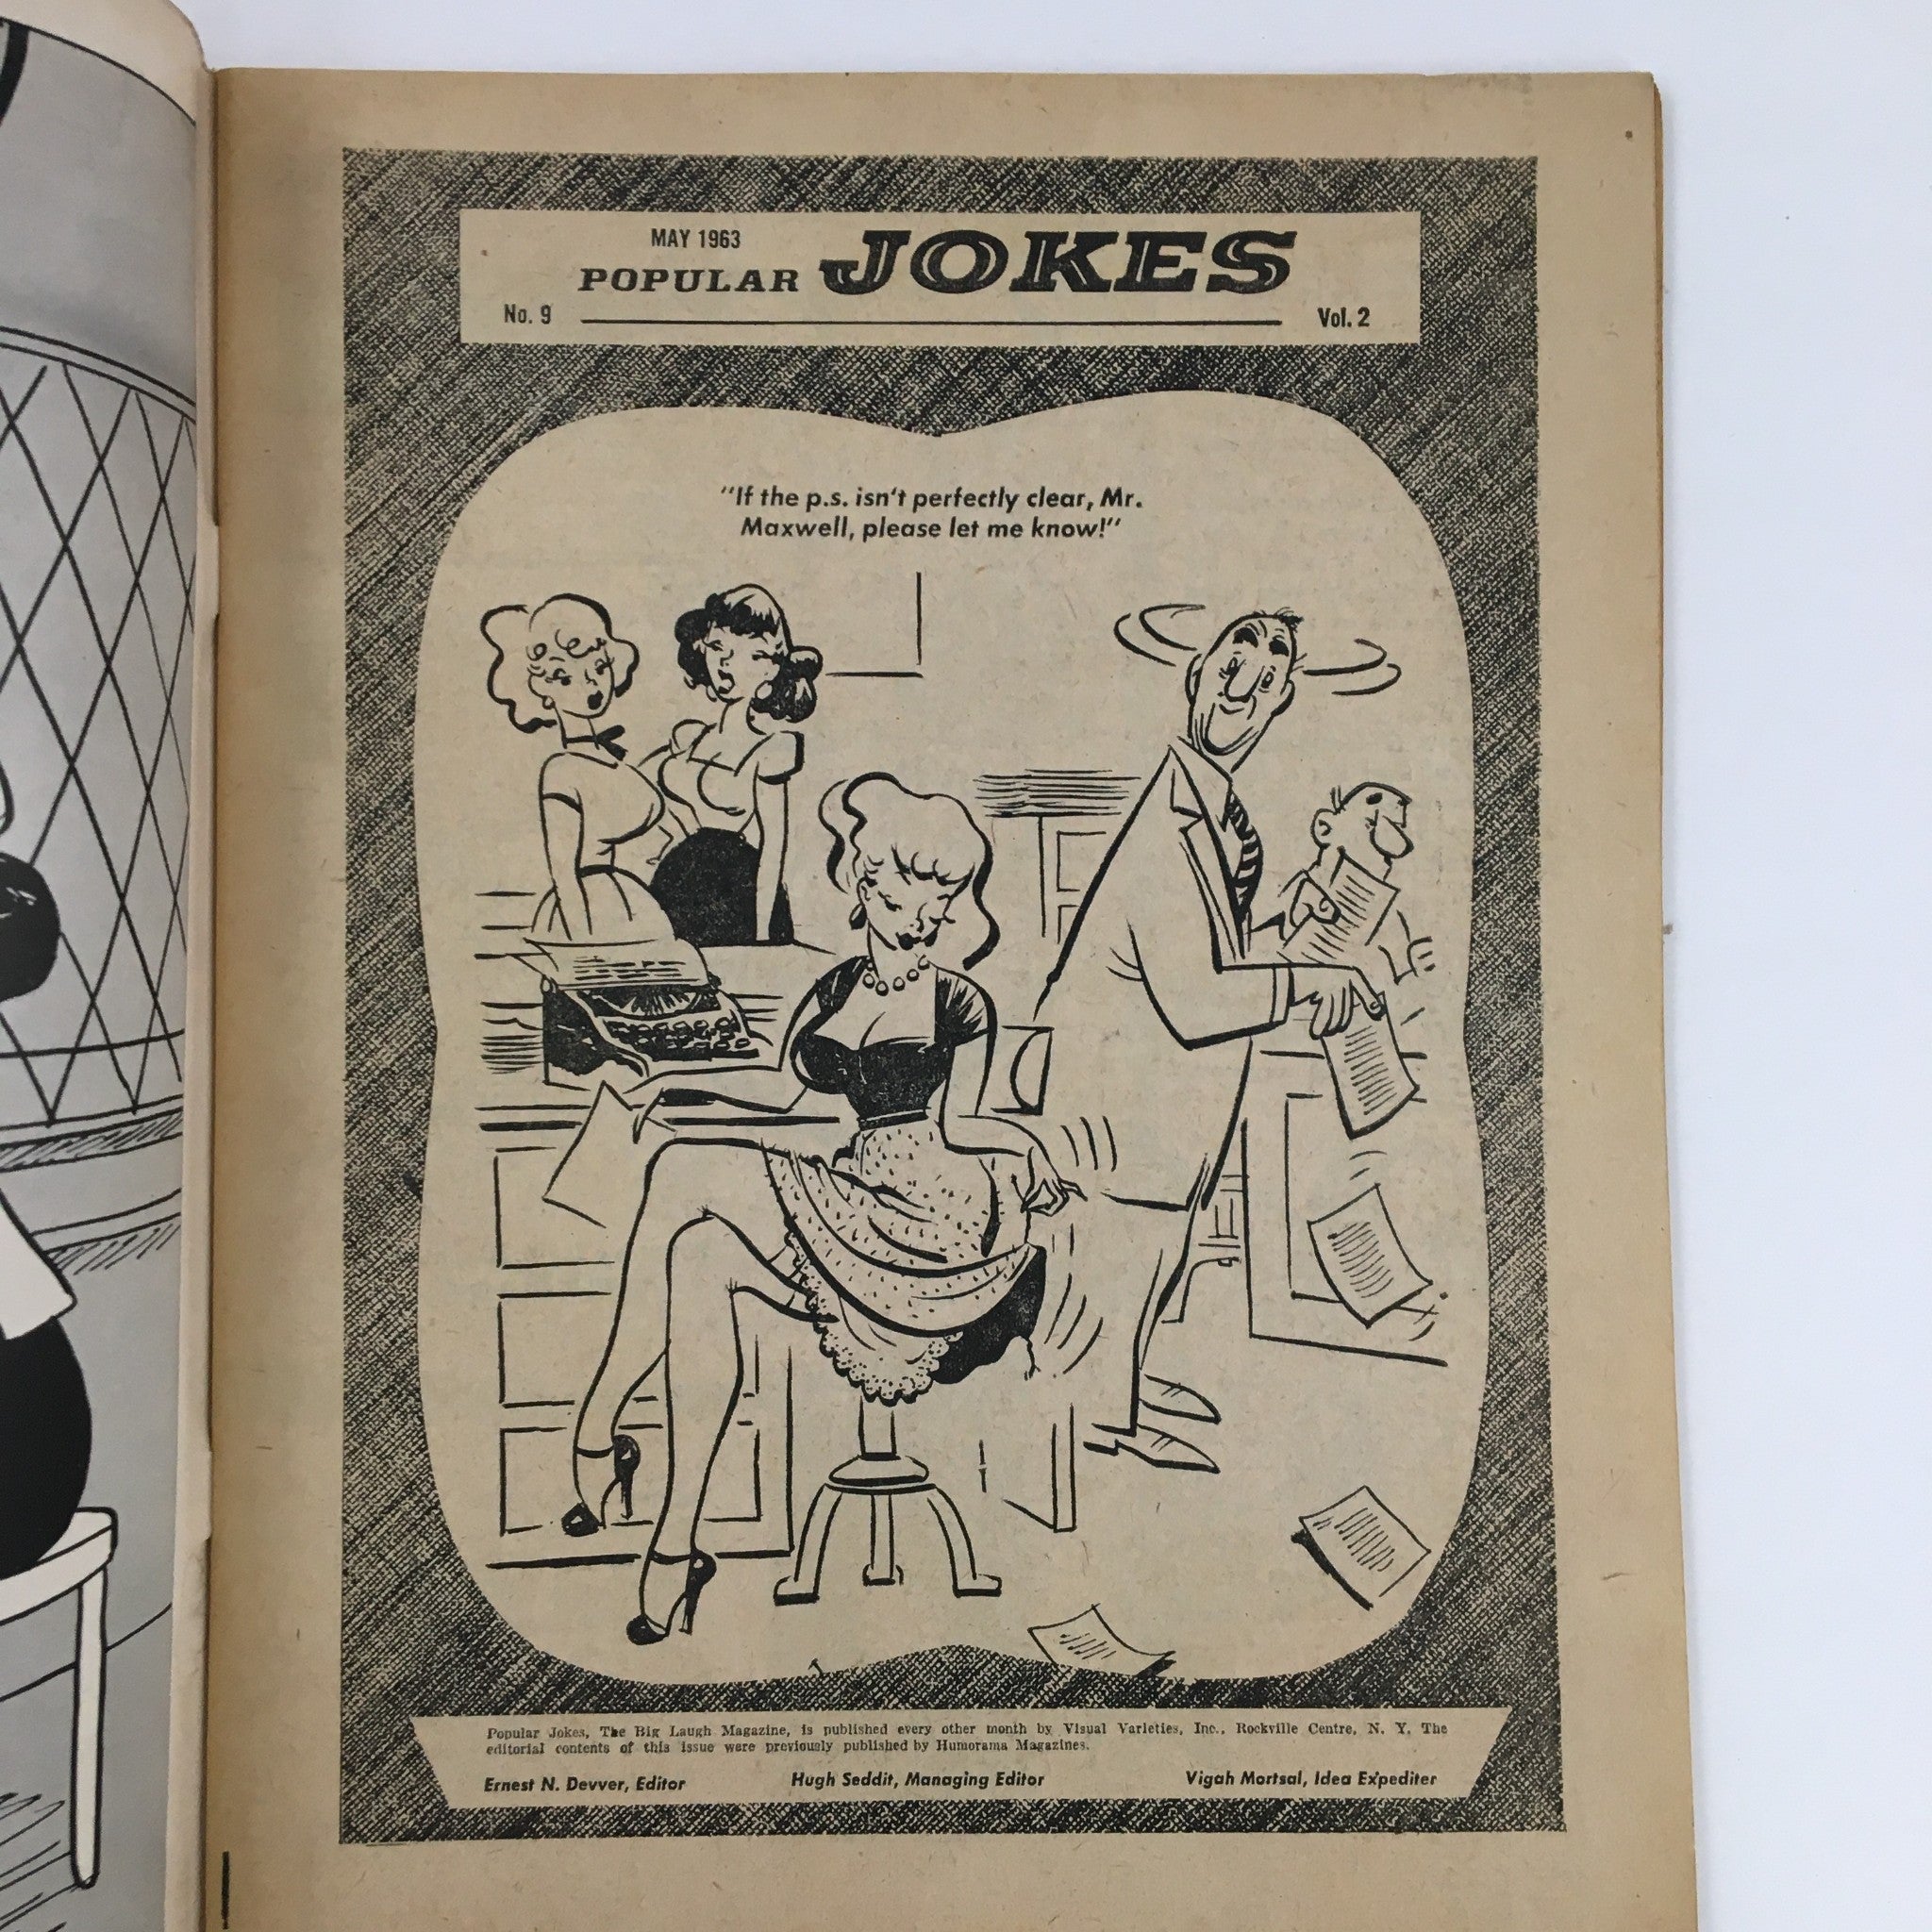 MAY 1963
POPULAR JOKES
No. 9 Vol. 2
"If the p.s. isn't perfectly clear, Mr.
Maxwell, please let me know!"
Popular Jokes, The Big Laugh Magazine, is published every other month by Visual Varieties, Inc., Rockville Centre, N. Y. The
editorial contents of this issue were previously published by Humorama Magazines.
Ernest N. Devver, Editor Hugh Seddit, Managing Editor Vigah Mortsal, Idea Expediter